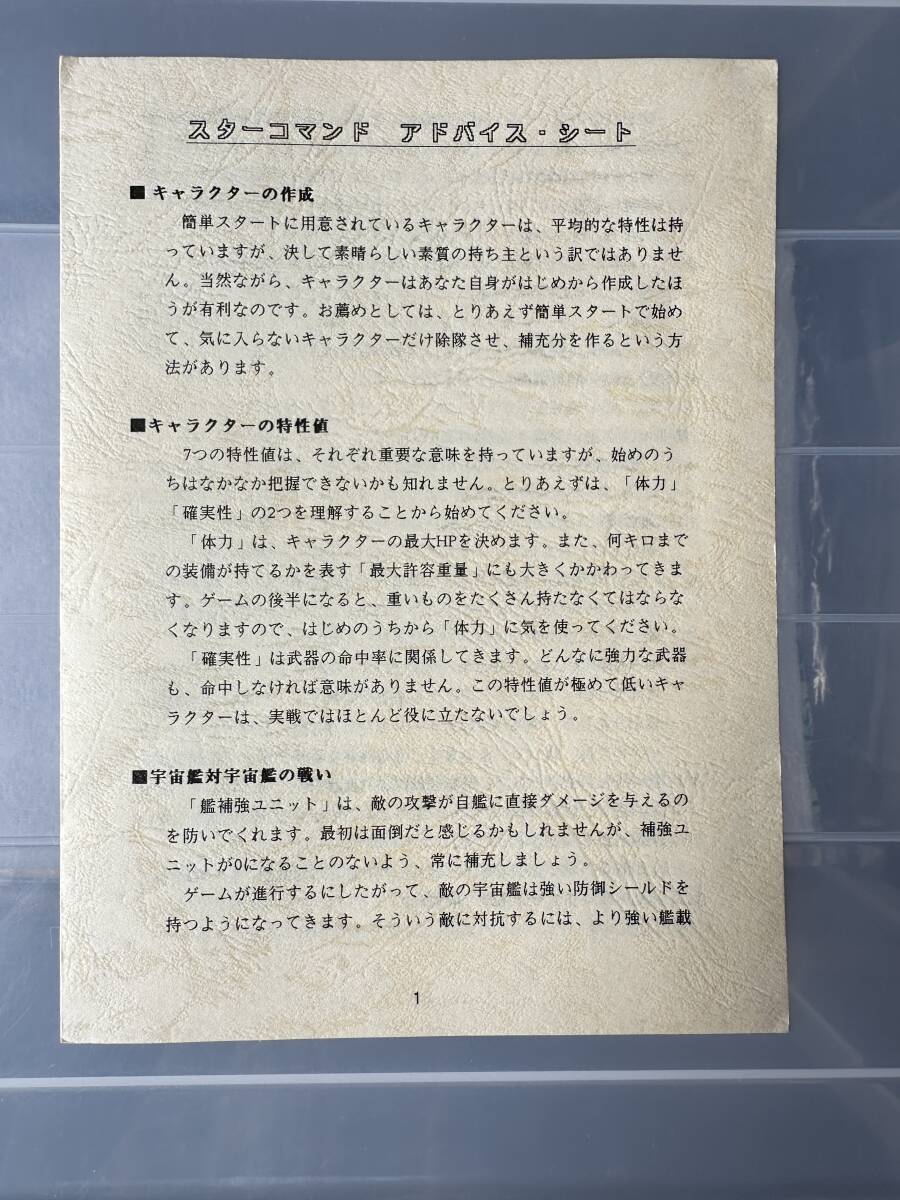 スターコマンド アドバイス・シート
■キャラクターの作成
簡単スタートに用意されているキャラクターは、平均的な特性は持
っていますが、決して素晴らしい素質の持ち主という訳ではありませ
ん。当然ながら、キャラクターはあなた自身がはじめから作成したほ
うが有利なのです。お薦めとしては、とりあえず簡単スタートで始め
て、気に入らないキャラクターだけ除隊させ、補充分を作るという方
法があります。
■キャラクターの特性値
7つの特性値は、それぞれ重要な意味を持っていますが、始めのう
ちはなかなか把握できないかも知れません。とりあえずは、「体力」
「確実性」の2つを理解することから始めてください。
「体力」は、キャラクターの最大HPを決めます。また、何キロまで
の装備が持てるかを表す「最大許容重量」にも大きくかかわってきま
す。ゲームの後半になると、重いものをたくさん持たなくてはならな
くなりますので、はじめのうちから「体力」に気を使ってください。
「確実性」は武器の命中率に関係してきます。どんなに強力な武器
も、命中しなければ意味がありません。この特性値が極めて低いキャ
ラクターは、実戦ではほとんど役に立たないでしょう。
■宇宙艦対宇宙艦の戦い
「艦補強ユニット」は、敵の攻撃が自艦に直接ダメージを与えるの
を防いでくれます。最初は面倒だと感じるかもしれませんが、補強ユ
ニットが0になることのないよう、常に補充しましょう。
ゲームが進行するにしたがって、敵の宇宙艦は強い防御シールドを
持つようになってきます。そういう敵に対抗するには、より強い艦載
1